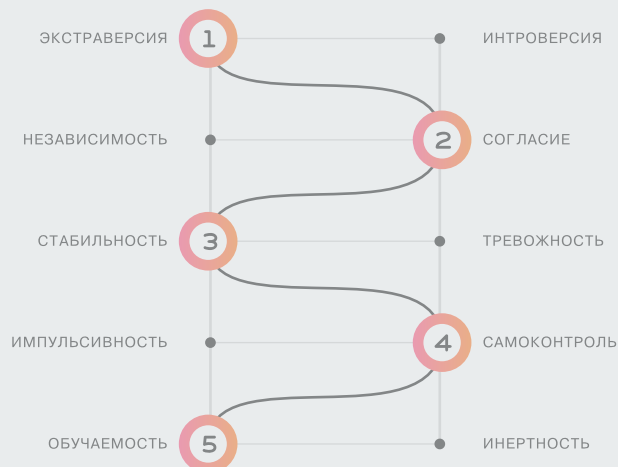 ЭКСТРАВЕРСИЯ 1 ИНТРОВЕРСИЯ
НЕЗАВИСИМОСТЬ 2 СОГЛАСИЕ
СТАБИЛЬНОСТЬ 3 ТРЕВОЖНОСТЬ
ИМПУЛЬСИВНОСТЬ 4 САМОКОНТРОЛЬ
ОБУЧАЕМОСТЬ 5 ИНЕРТНОСТЬ